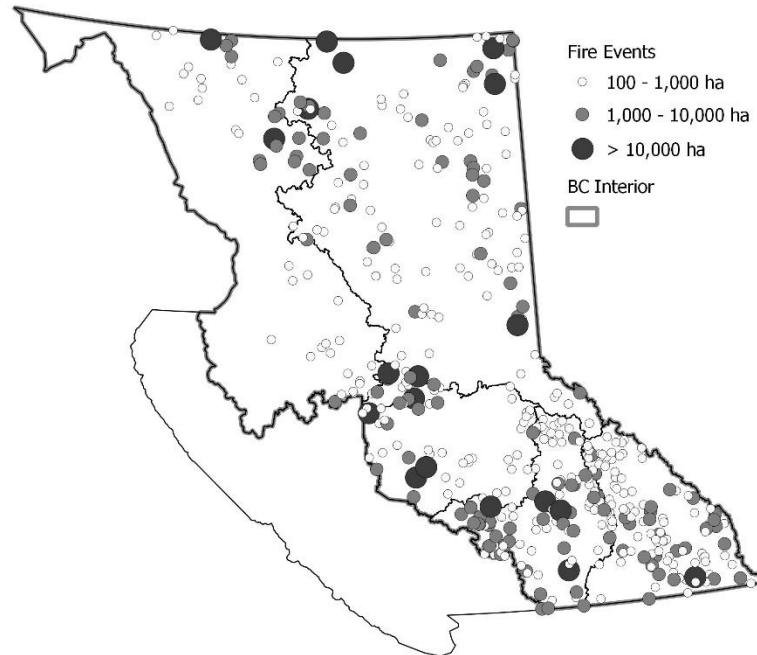 Fire Events
100 - 1,000 ha
1,000 - 10,000 ha
> 10,000 ha
BC Interior